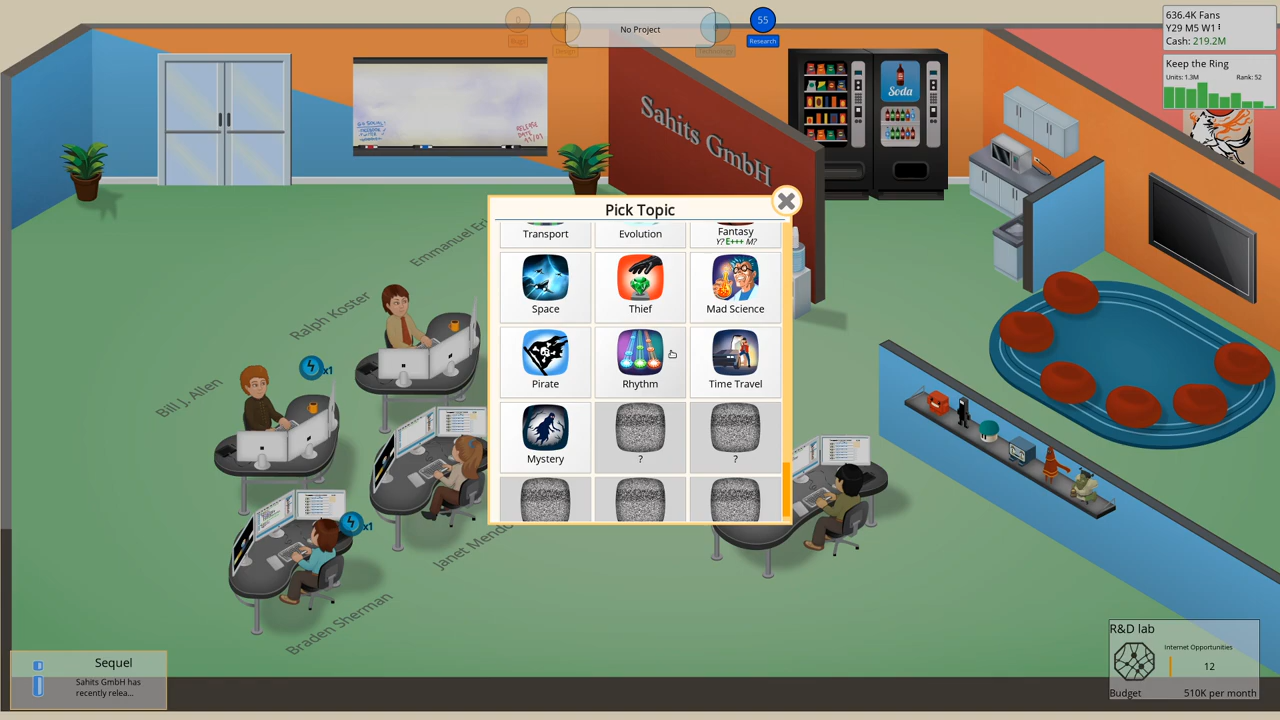 0
No Project
55
Research
636.4K Fans
Y29 M5 W1
Cash: 219.2M
Keep the Ring
Units: 1.3M
Rank: 52
Soda
Sahits GmbH
RELEASE
DATE
Pick Topic
Transport
Evolution
Fantasy
Y? E+++ M?
Space
Thief
Mad Science
Pirate
Rhythm
Time Travel
Mystery
?
?
Ralph Koster
x1
Bill J. Allen
x1
Braden Sherman
Sequel
Sahits GmbH has
recently relea...
R&D lab
Internet Opportunities
12
Budget
510K per month